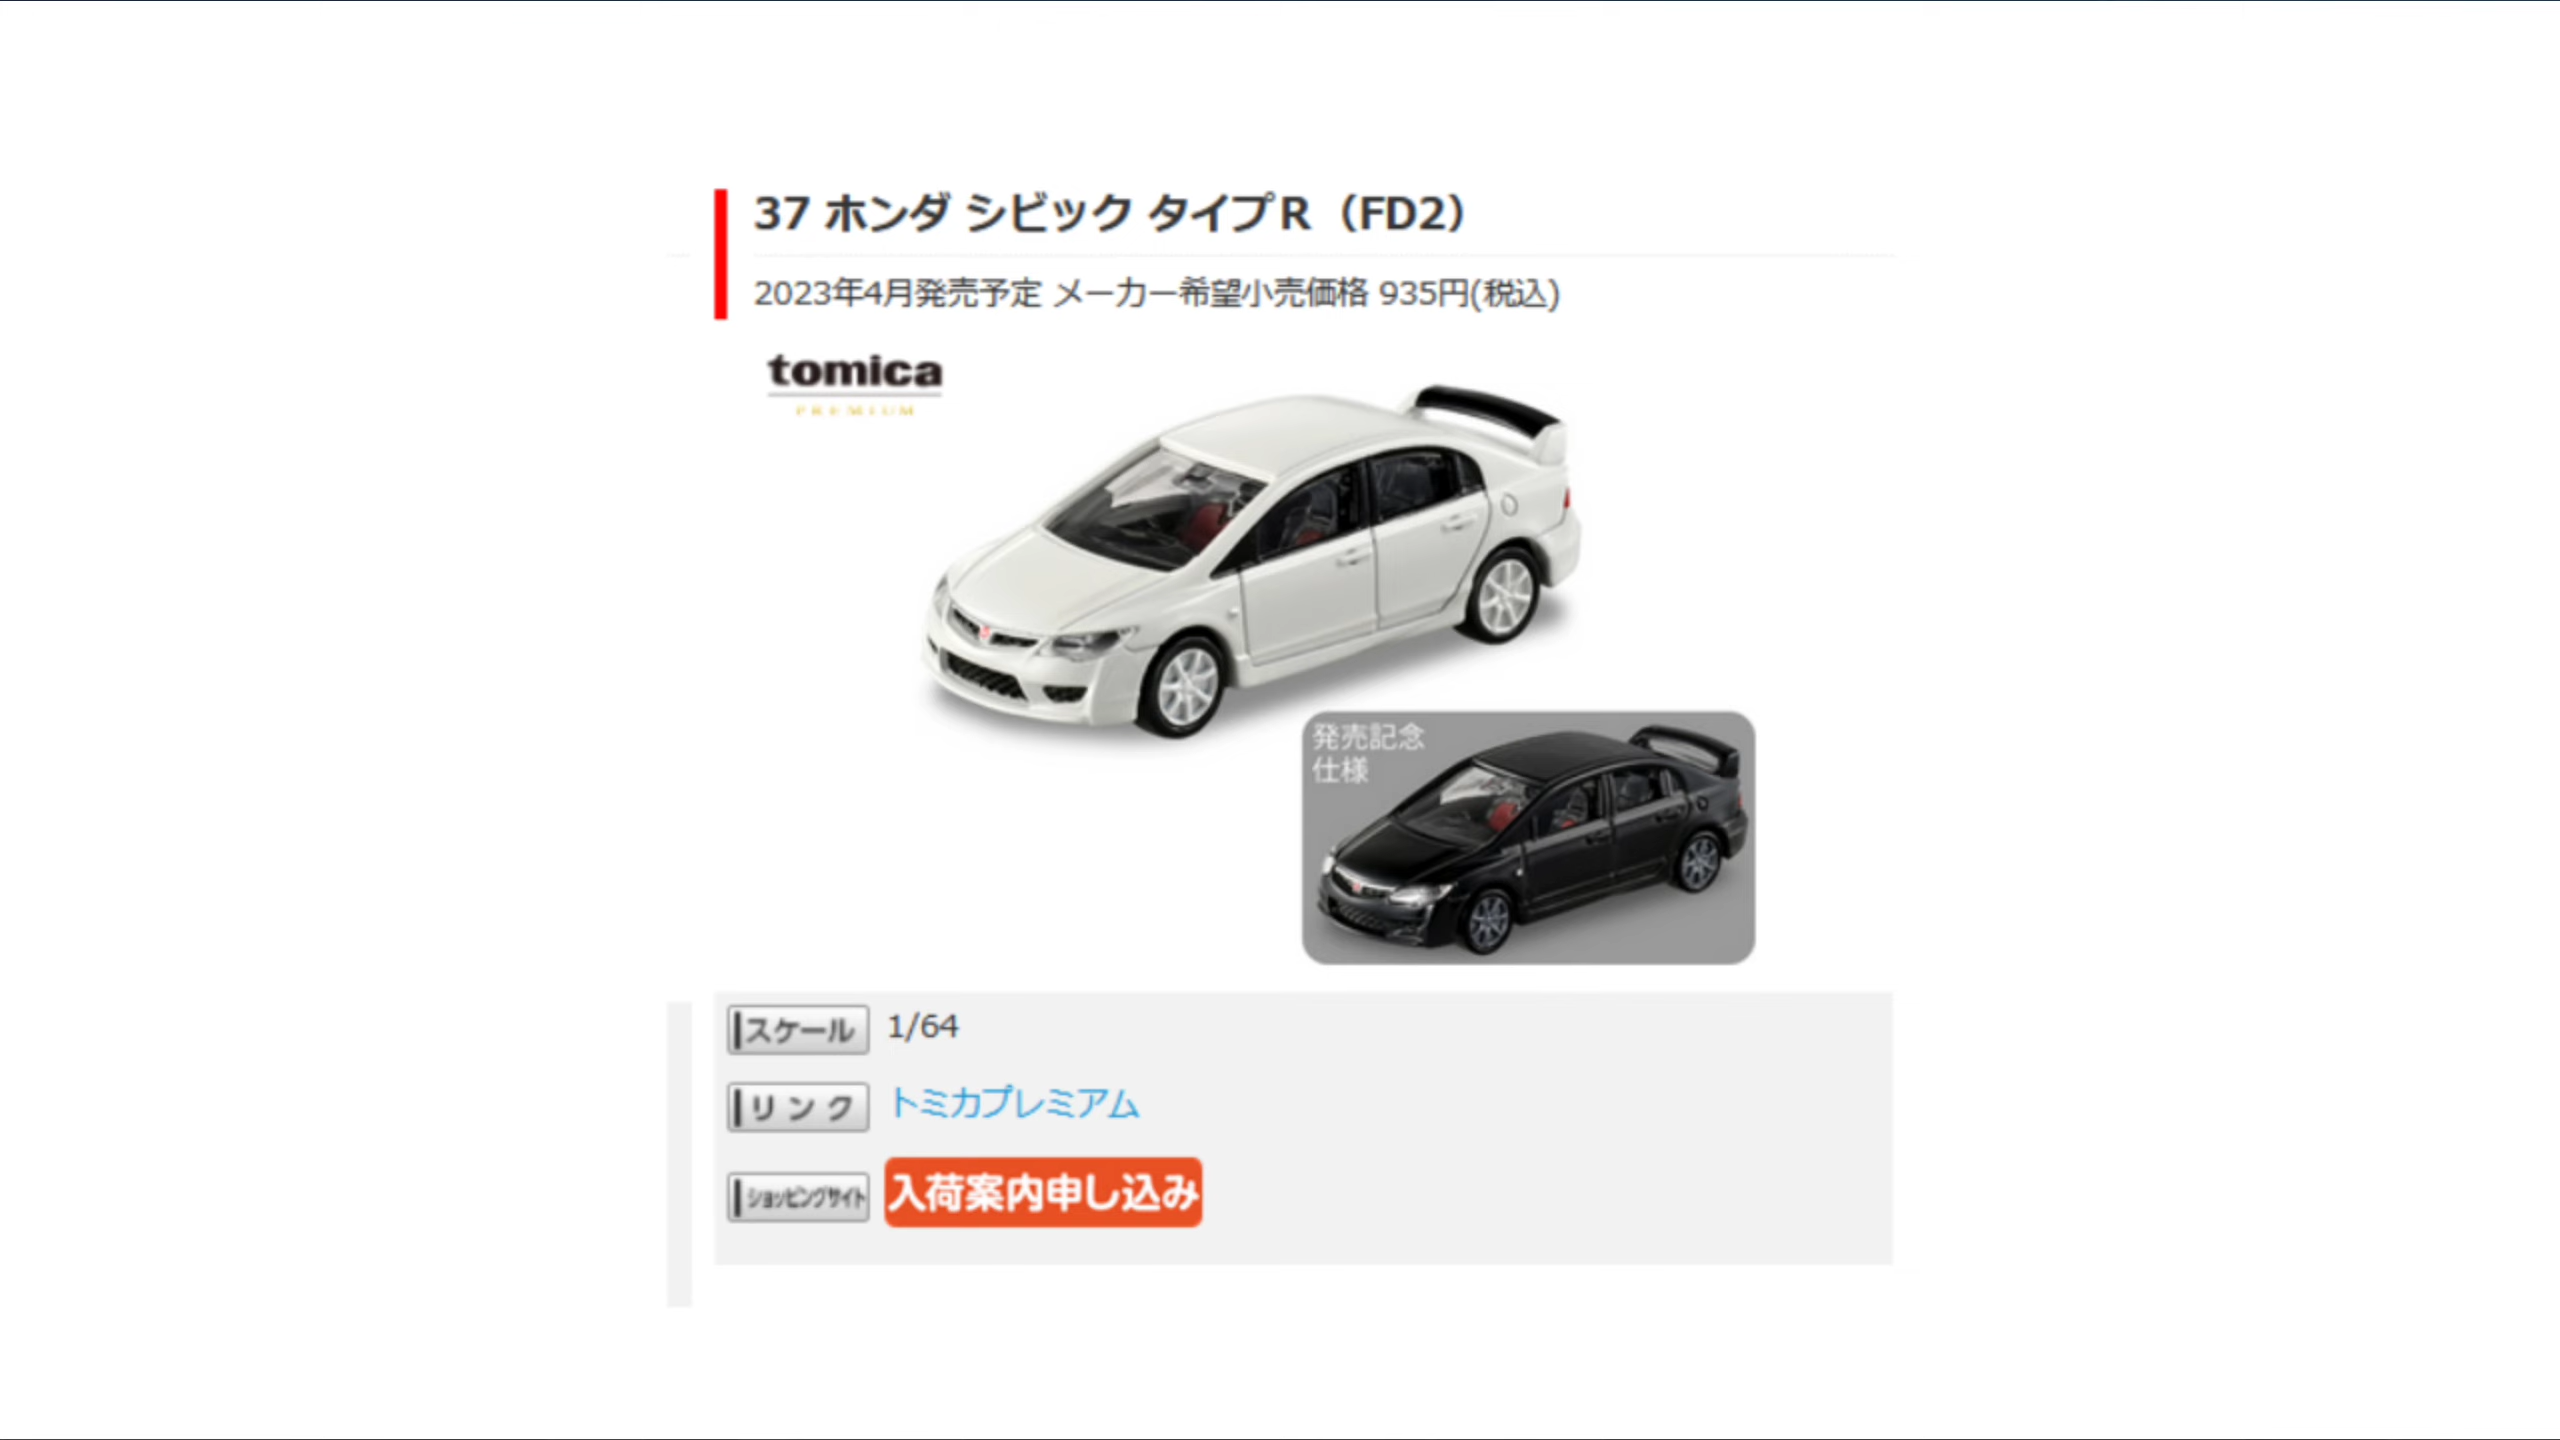 37 ホンダ シビック タイプR（FD2）
2023年4月発売予定 メーカー希望小売価格 935円(税込)
tomica
PREMIUM
発売記念
仕様
スケール 1/64
リンク トミカプレミアム
ショッピングサイト 入荷案内申し込み